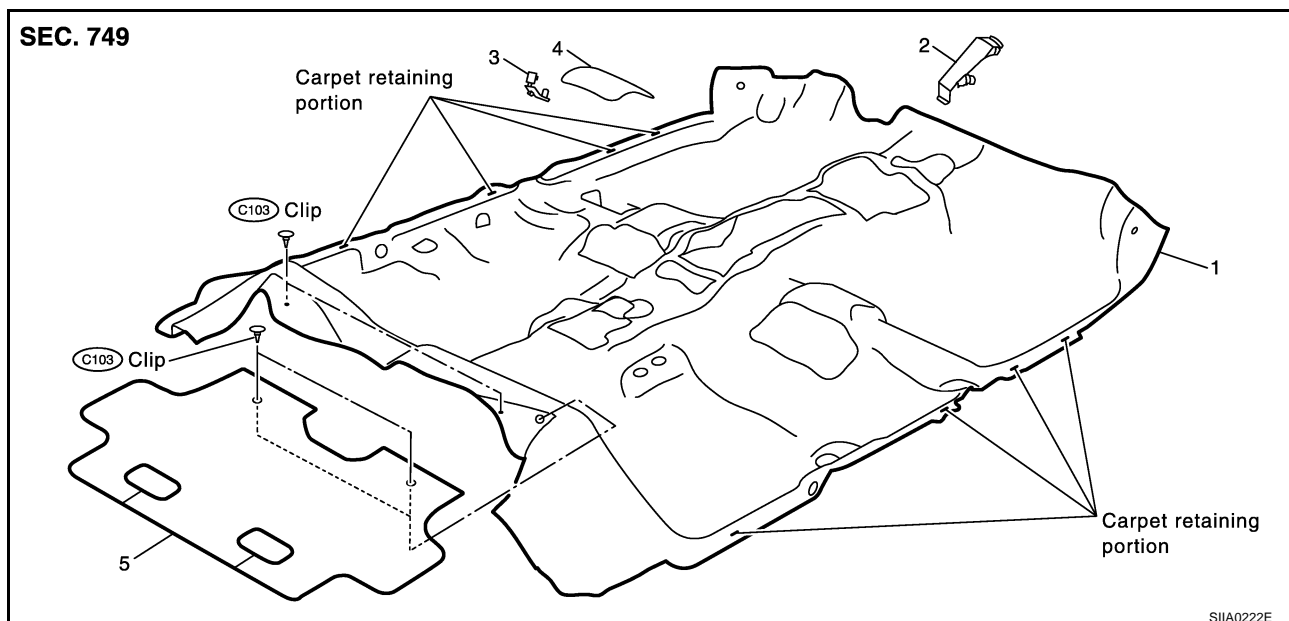 SEC. 749
3
4
2
Carpet retaining
portion
C103 Clip
1
C103 Clip
5
Carpet retaining
portion
SIIA0222E